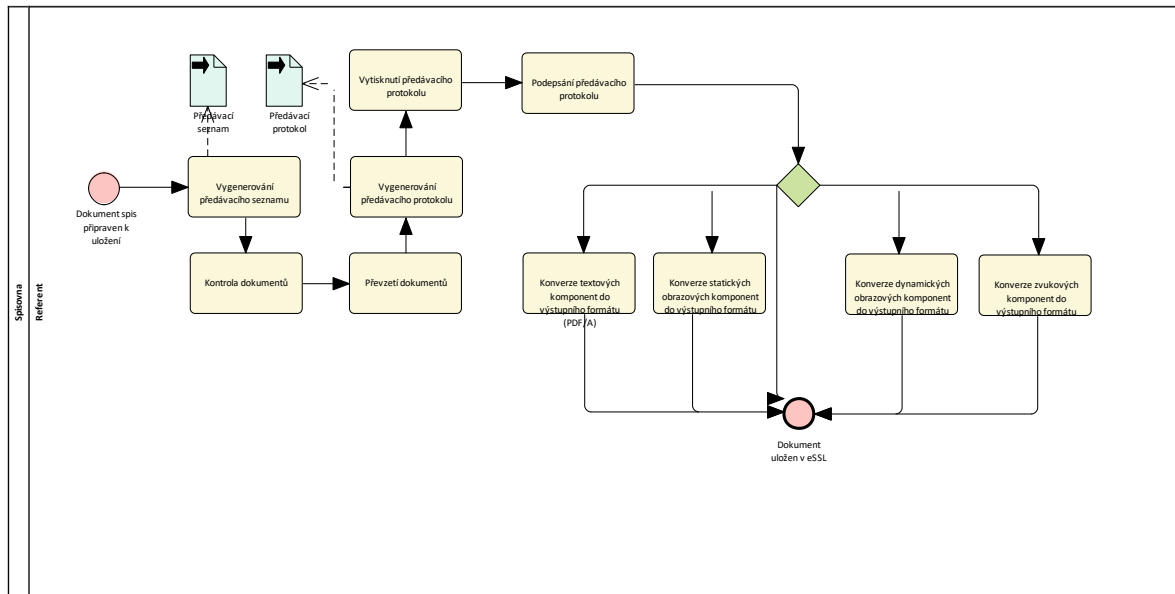 Spisovna
Referent
Předávací
seznam
Předávací
protokol
Vytisknutí předávacího
protokolu
Podepsání předávacího
protokolu
Dokument spis
připraven k
uložení
Vygenerování
předávacího seznamu
Vygenerování
předávacího protokolu
Kontrola dokumentů
Převzetí dokumentů
Konverze textových
komponent do
výstupního formátu
(PDF/A)
Konverze statických
obrazových komponent
do výstupního formátu
Konverze dynamických
obrazových komponent
do výstupního formátu
Konverze zvukových
komponent do
výstupního formátu
Dokument
uložen v eSSL